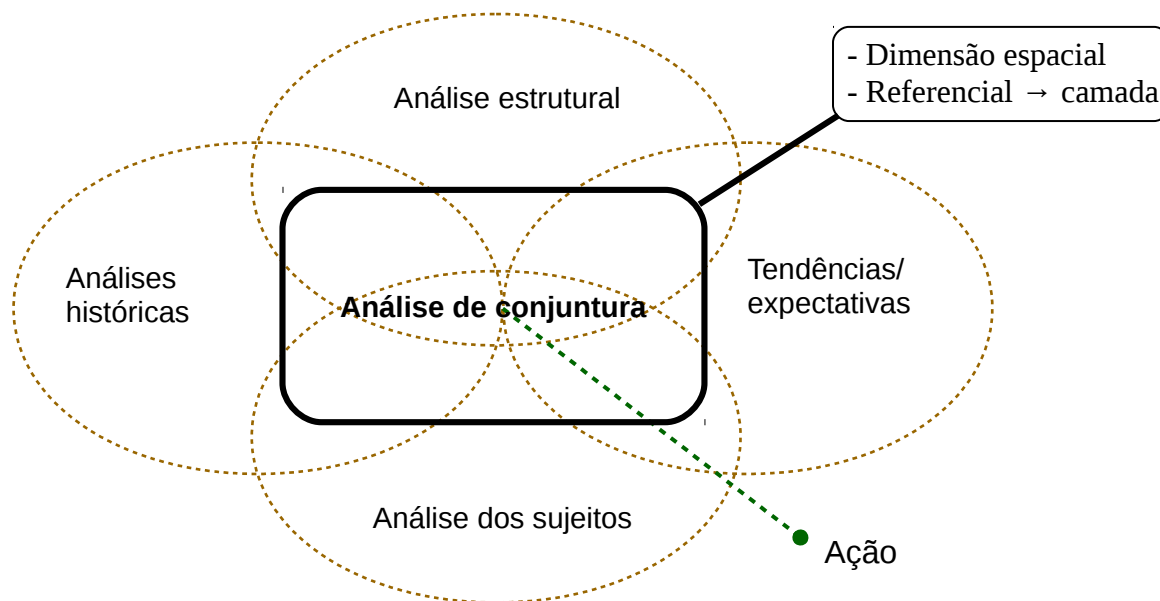 - Dimensão espacial
- Referencial → camada
Análise estrutural
Análises
históricas
Análise de conjuntura
Tendências/
expectativas
Análise dos sujeitos
Ação